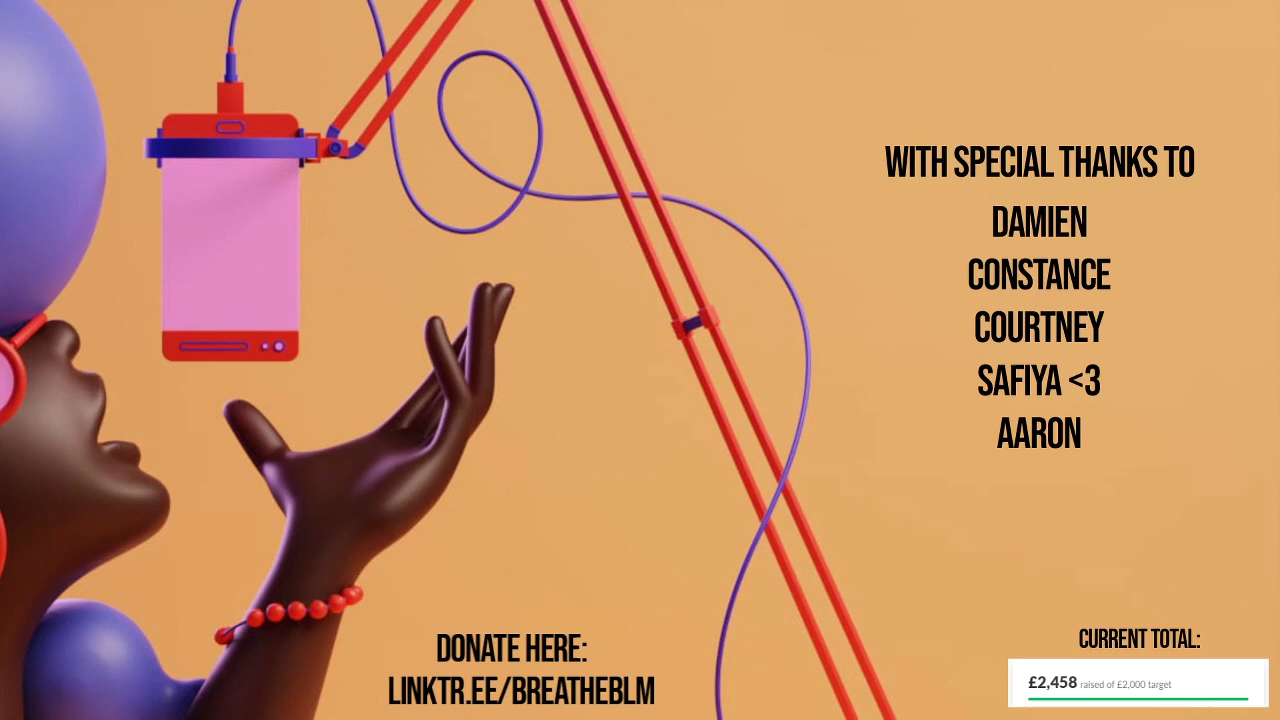 WITH SPECIAL THANKS TO
DAMIEN
CONSTANCE
COURTNEY
SAFIYA <3
AARON
DONATE HERE:
LINKTR.EE/BREATHEBLM
CURRENT TOTAL:
£2,458 raised of £2,000 target